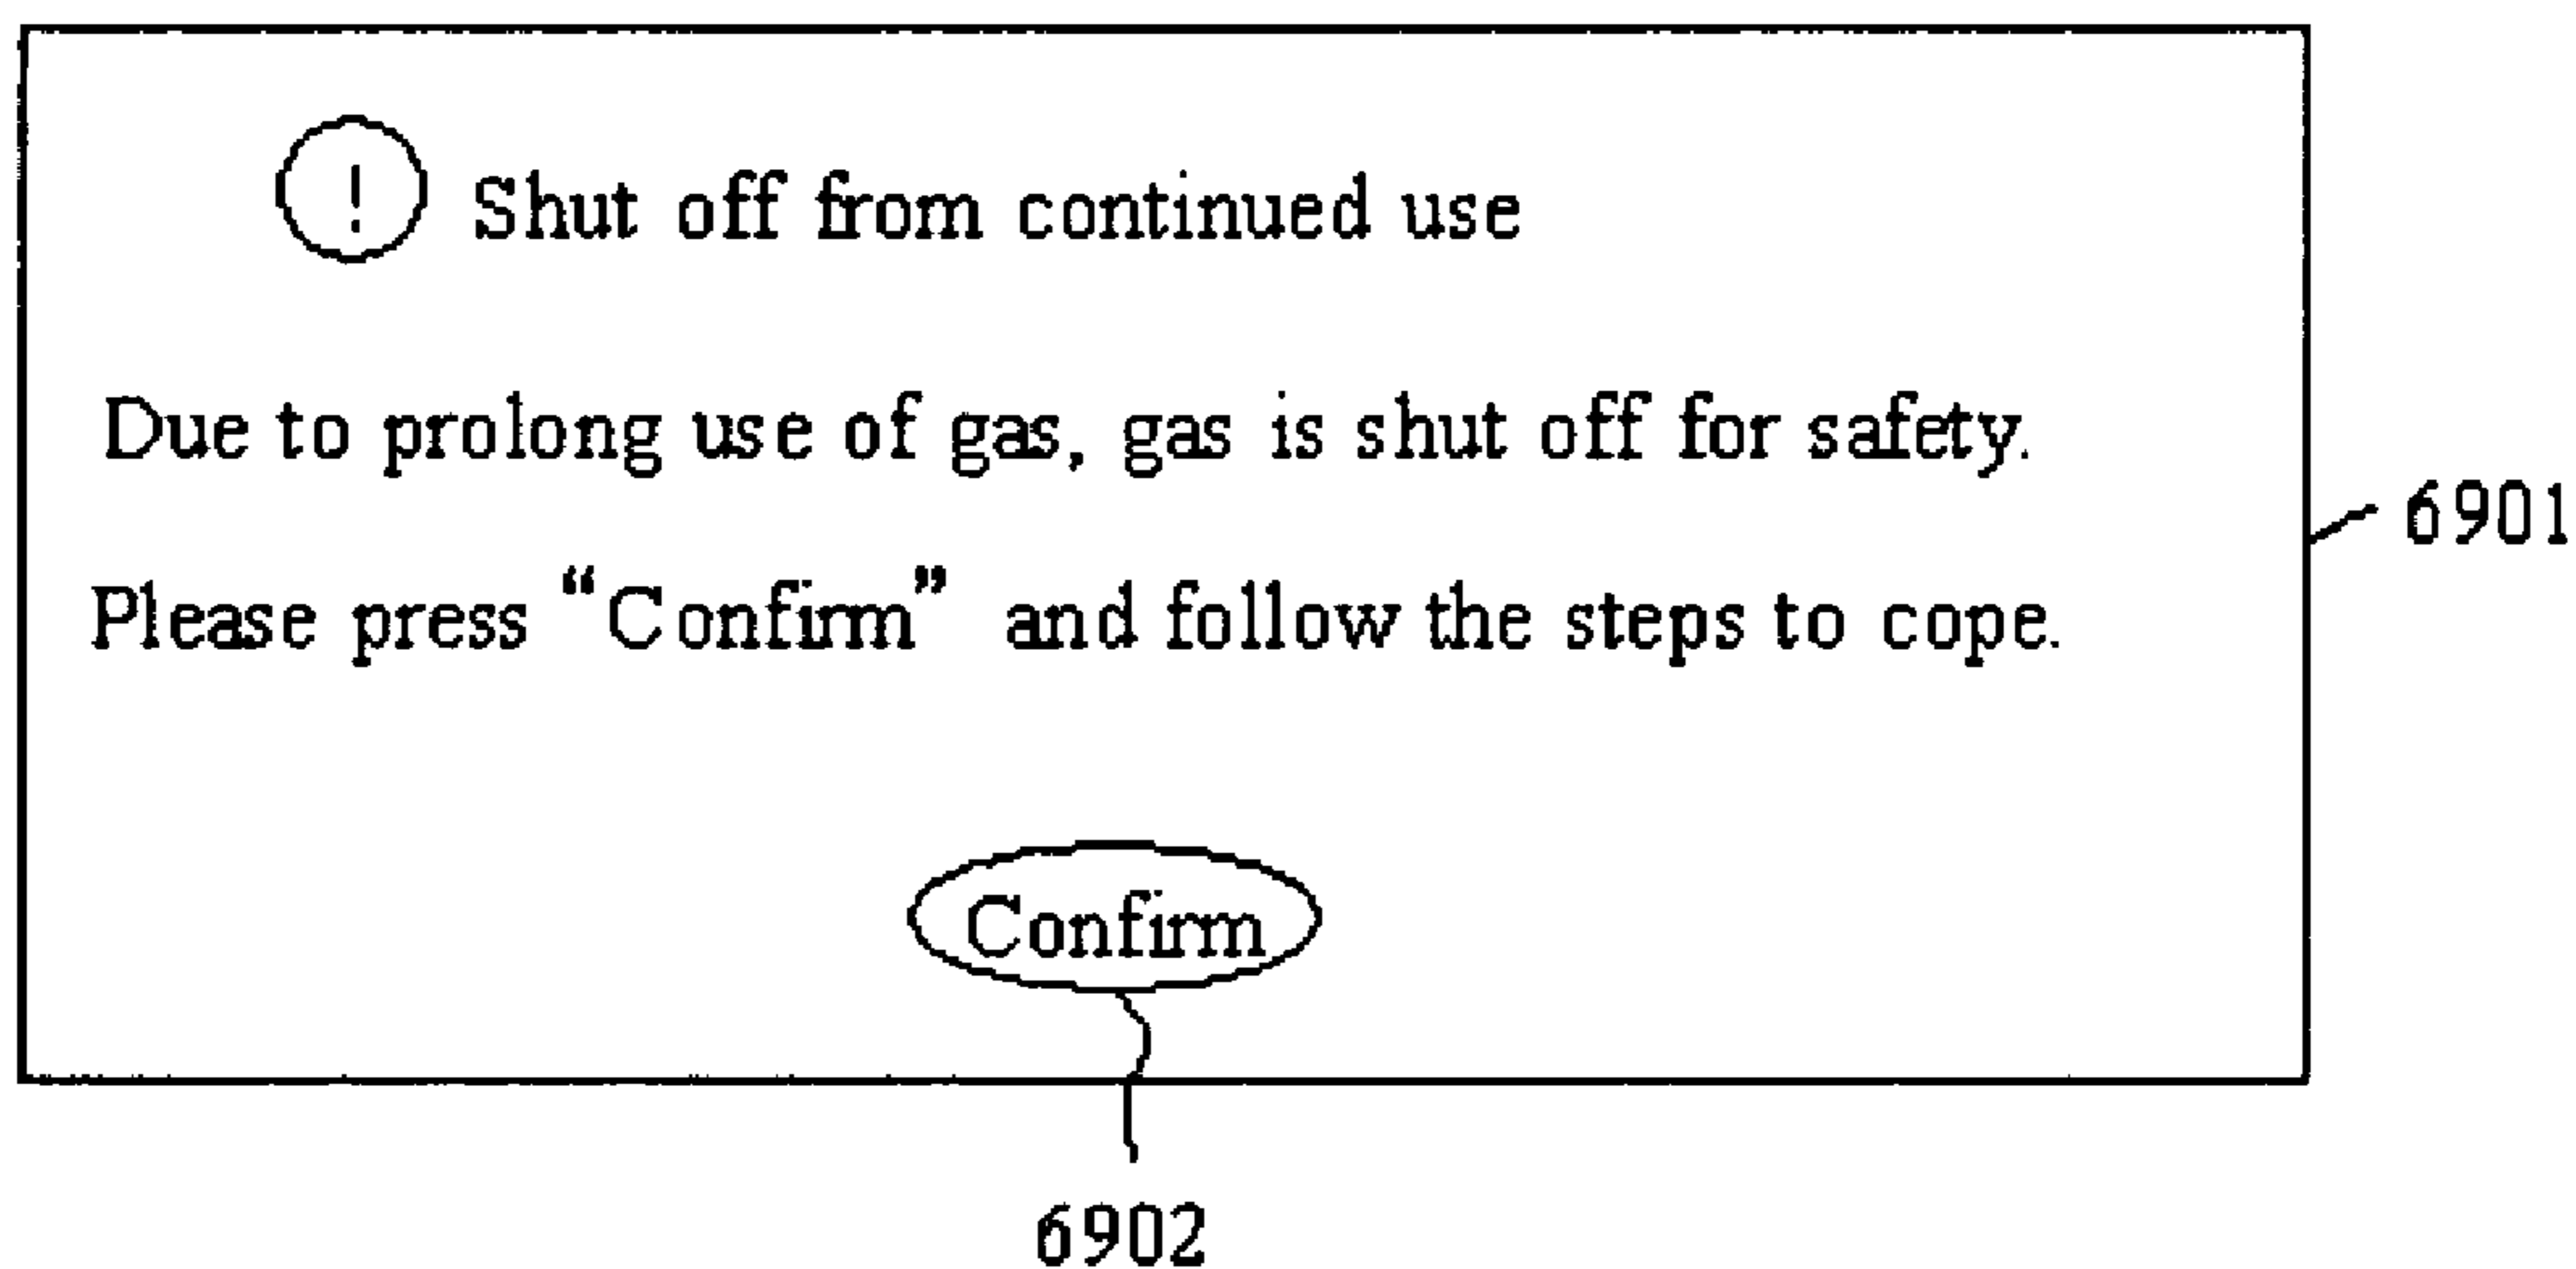 ! Shut off from continued use
Due to prolong use of gas, gas is shut off for safety.
6901
Please press “Confirm” and follow the steps to cope.
Confirm
6902